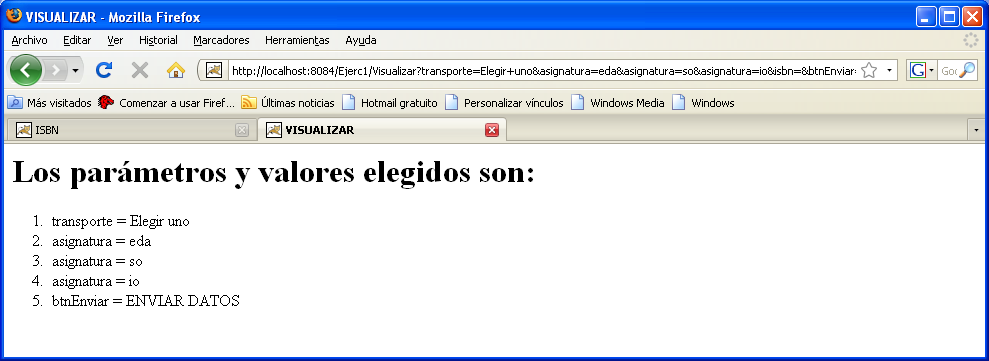 VISUALIZAR - Mozilla Firefox
Archivo Editar Ver Historial Marcadores Herramientas Ayuda
http://localhost:8084/Ejerc1/Visualizar?transporte=Elegir+uno&asignatura=eda&asignatura=so&asignatura=io&isbn=&btnEnviar
G Goo
Más visitados Comenzar a usar Firef... Últimas noticias Hotmail gratuito Personalizar vínculos Windows Media Windows
ISBN VISUALIZAR
Los parámetros y valores elegidos son:
1. transporte = Elegir uno
2. asignatura = eda
3. asignatura = so
4. asignatura = io
5. btnEnviar = ENVIAR DATOS